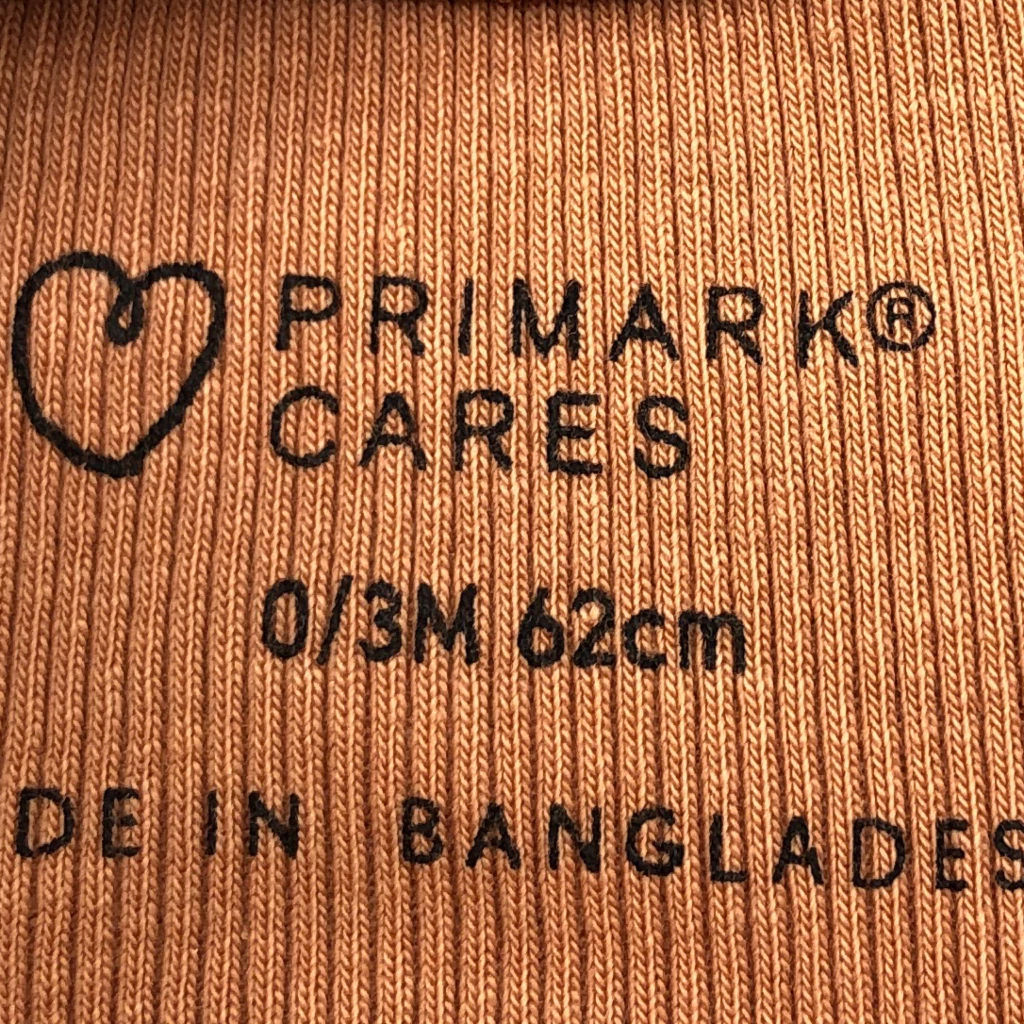 PRIMARK®
CARES
0/3M 62cm
DE IN BANGLADES